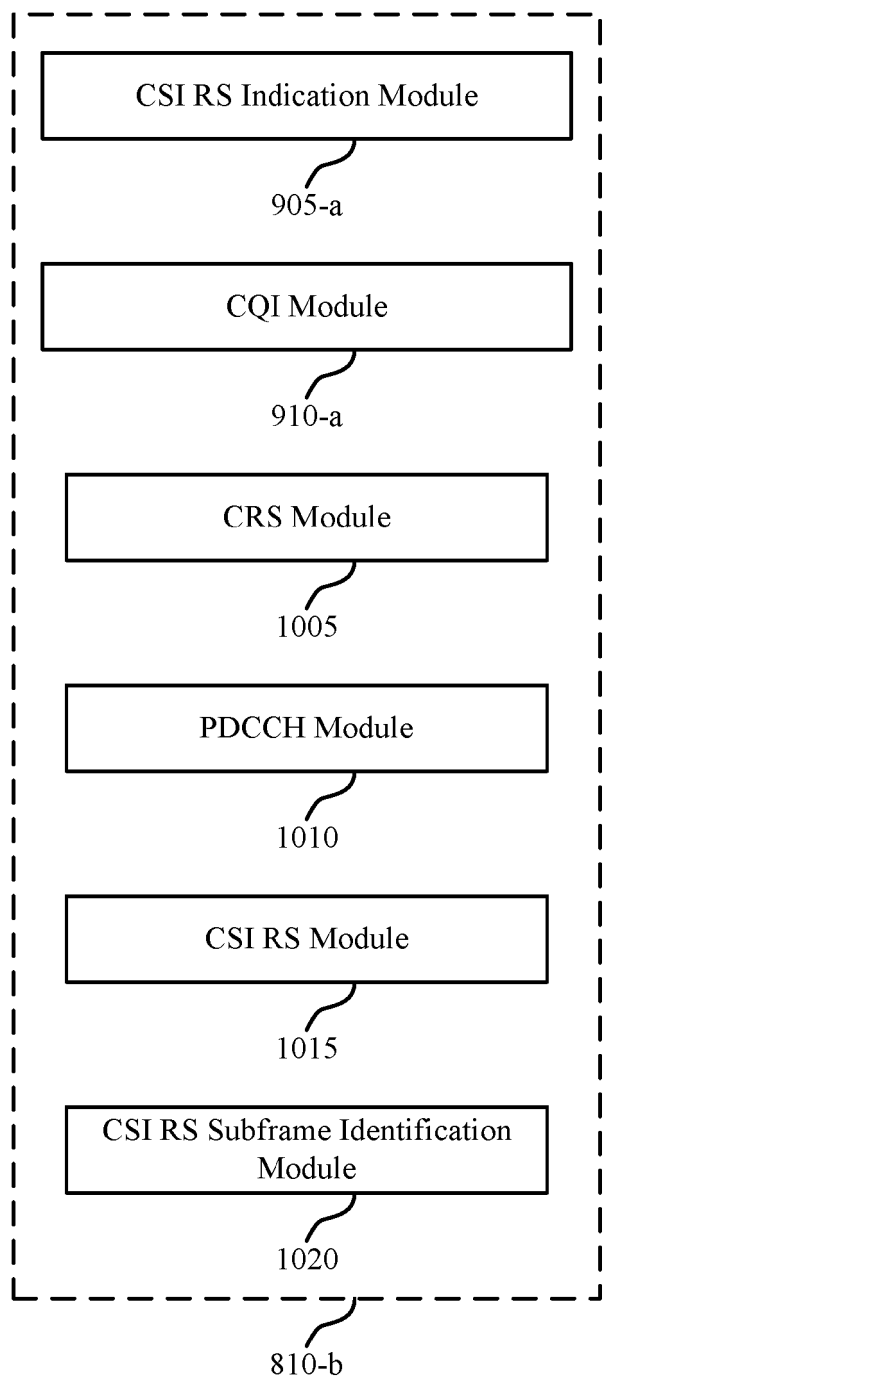 CSI RS Indication Module
905-a
CQI Module
910-a
CRS Module
1005
PDCCH Module
1010
CSI RS Module
1015
CSI RS Subframe Identification
Module
1020
810-b